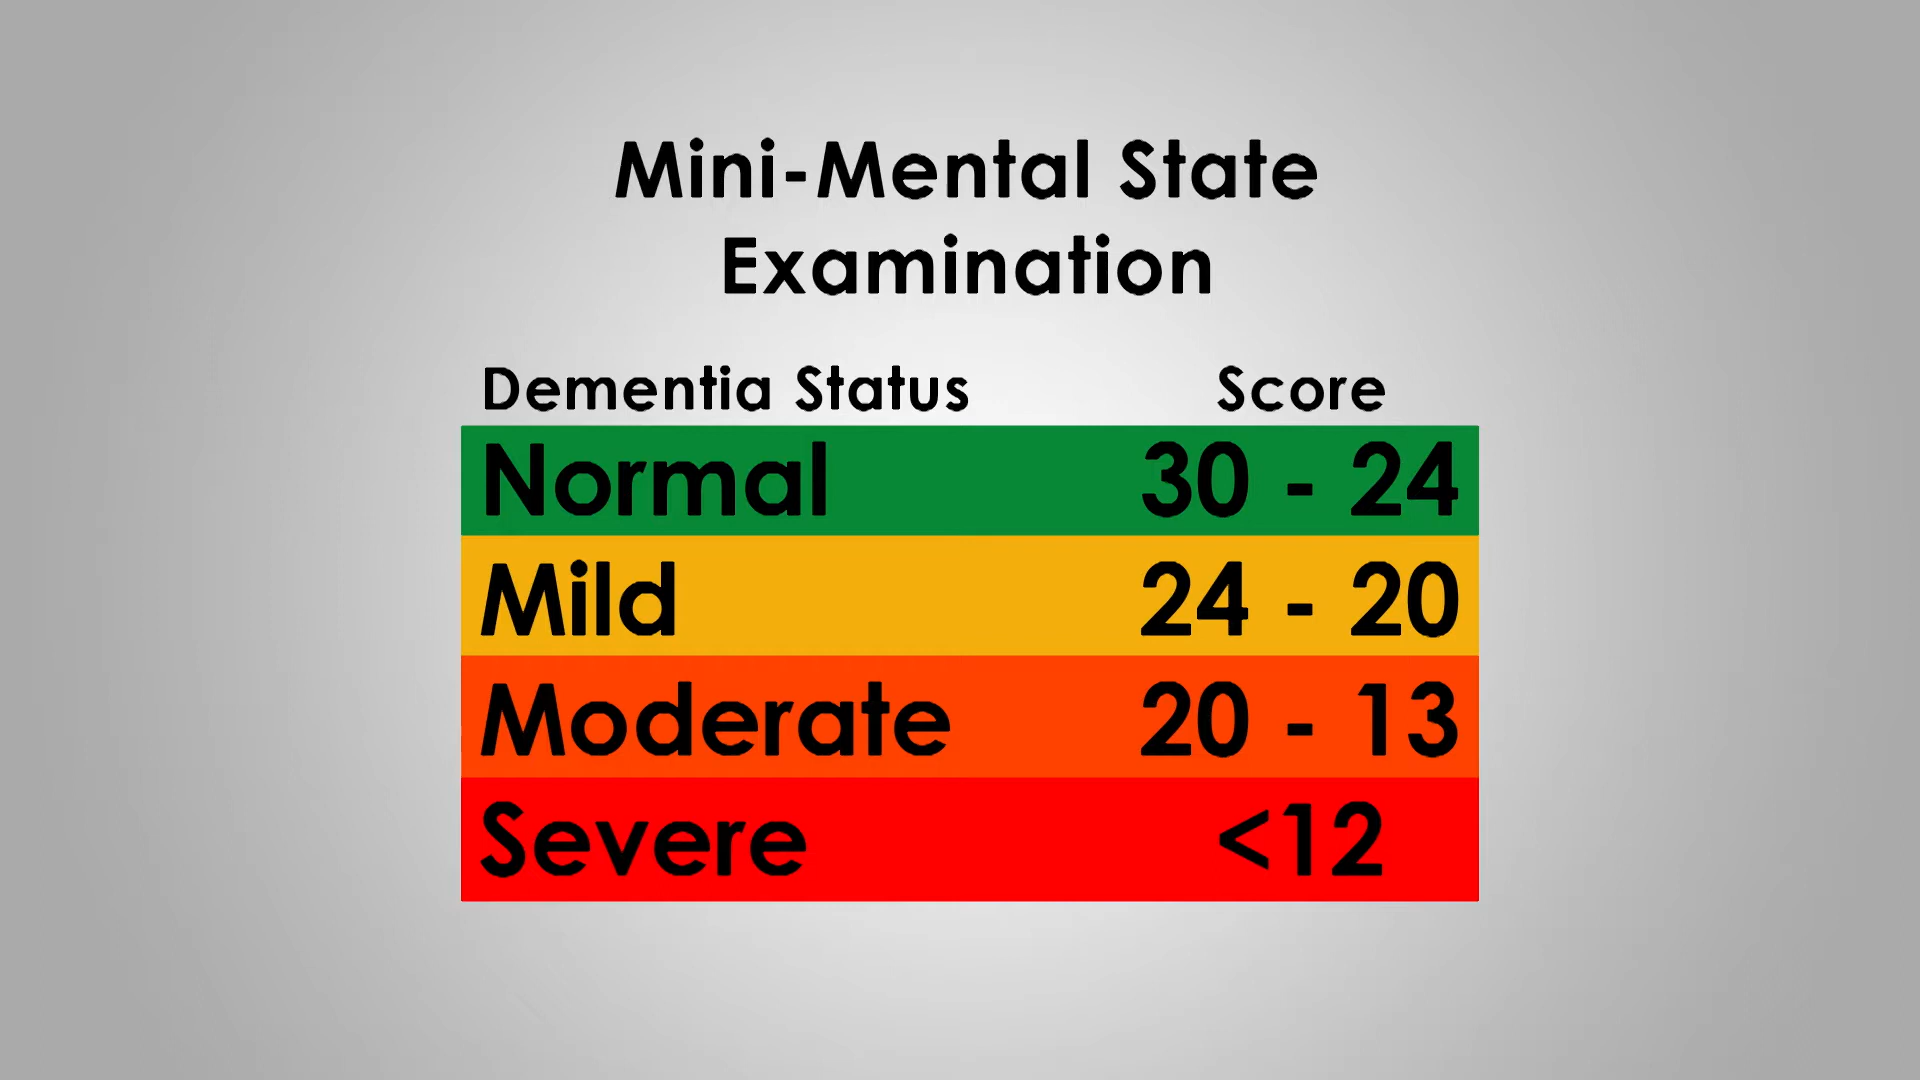 Mini-Mental State
Examination
Dementia Status Score
Normal 30 - 24
Mild 24 - 20
Moderate 20 - 13
Severe <12